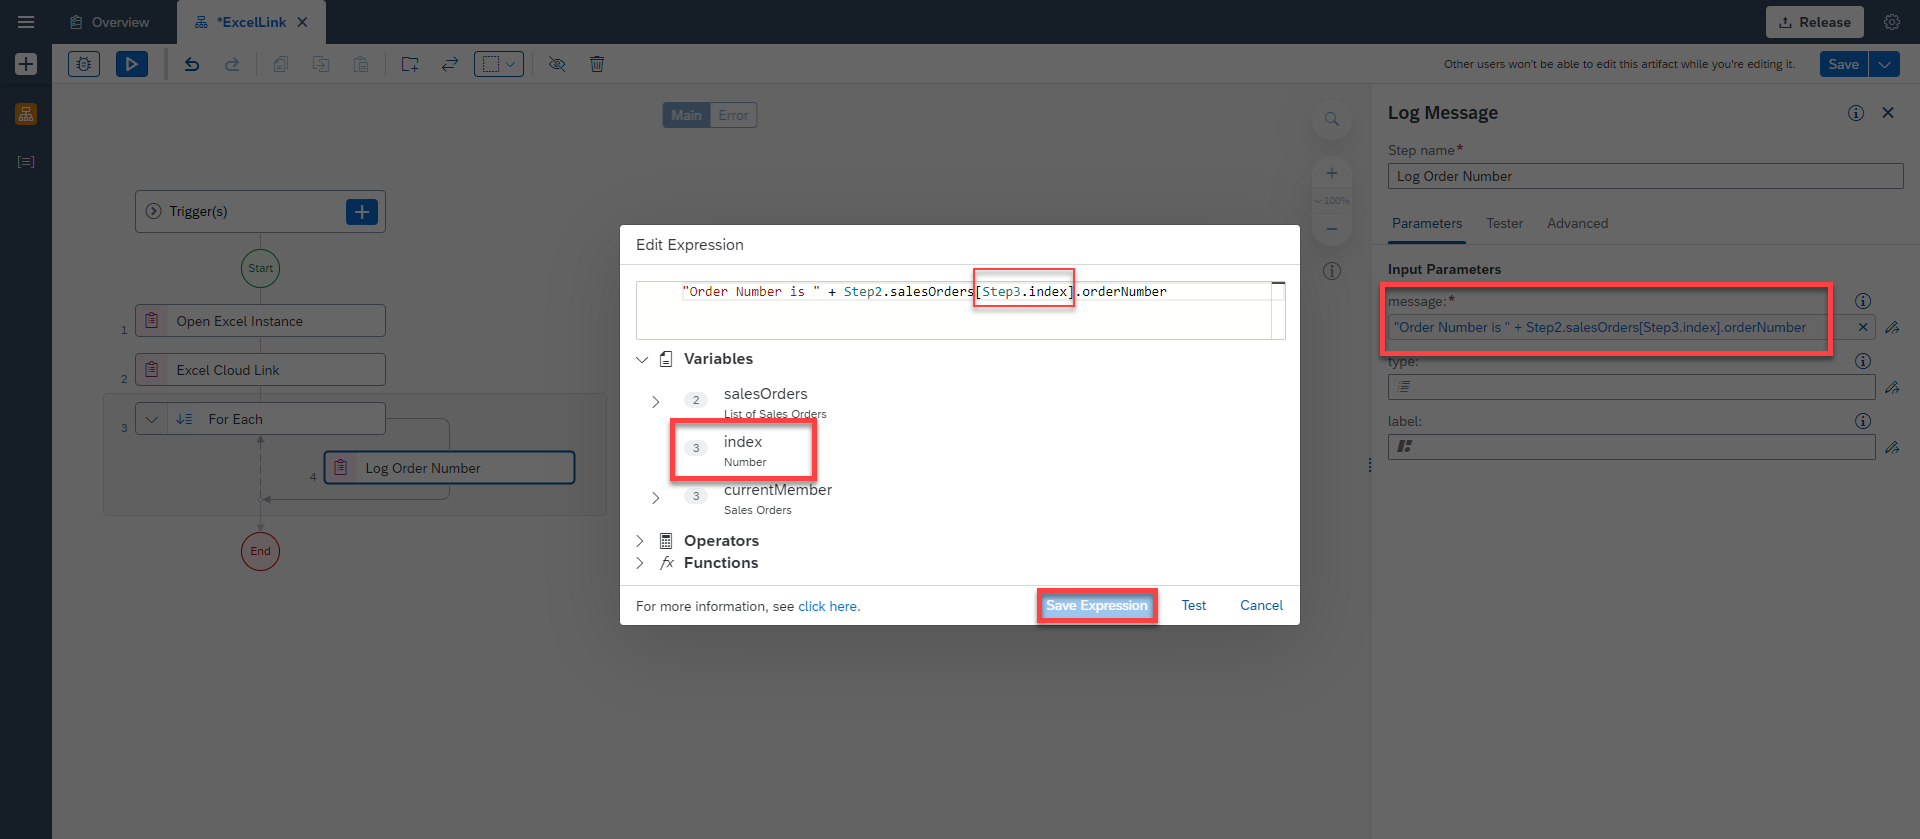 Overview
*ExcelLink
Release
Other users won't be able to edit this artifact while you're editing it.
Save
Main
Error
Trigger(s)
Start
1
Open Excel Instance
2
Excel Cloud Link
3
For Each
4
Log Order Number
End
100%
Edit Expression
"Order Number is " + Step2.salesOrders[Step3.index].orderNumber
Variables
2
salesOrders
List of Sales Orders
3
index
Number
3
currentMember
Sales Orders
Operators
fx Functions
For more information, see click here.
Save Expression
Test
Cancel
Log Message
Step name*
Log Order Number
Parameters
Tester
Advanced
Input Parameters
message:*
"Order Number is " + Step2.salesOrders[Step3.index].orderNumber
type:
label: